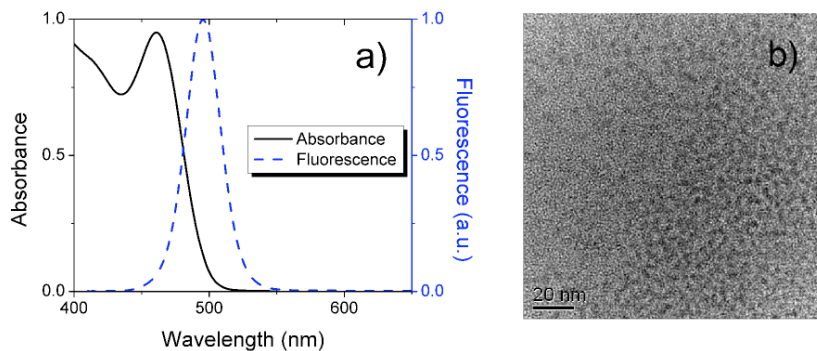 a)
1.0
0.5
0.0
Absorbance
400
500
600
Wavelength (nm)
Absorbance
Fluorescence
1.0
0.5
0.0
Fluorescence (a.u.)
b)
20 nm